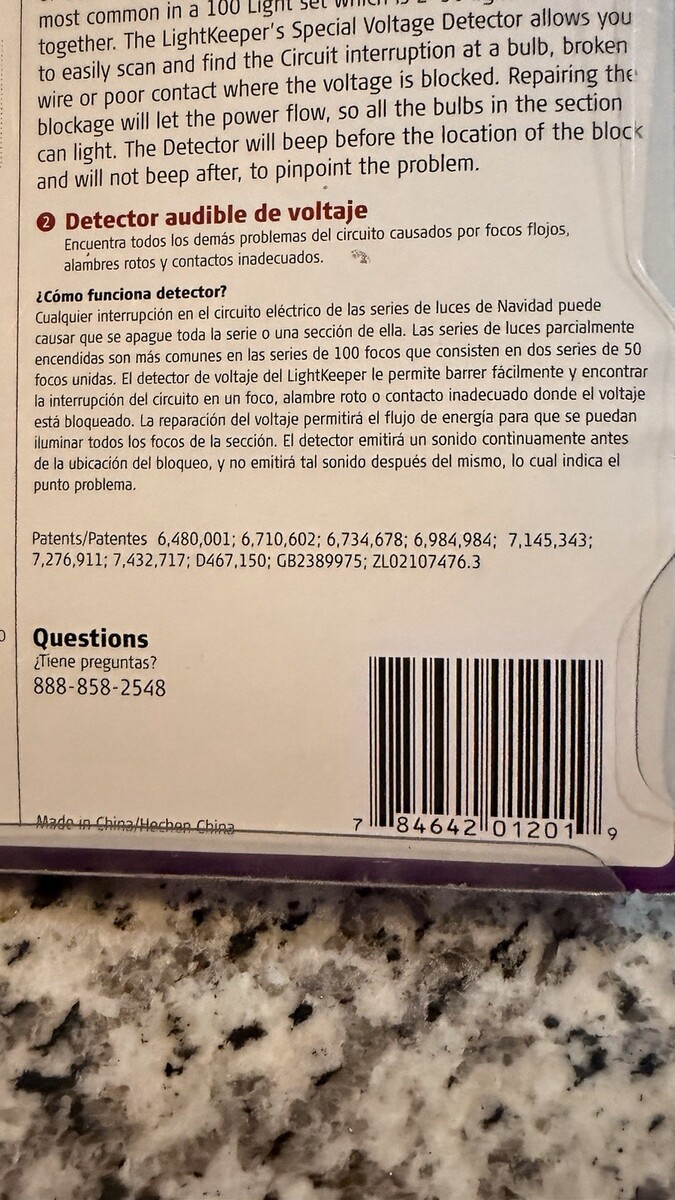 most common in a 100 Light set which is 2
together. The LightKeeper's Special Voltage Detector allows you
to easily scan and find the Circuit interruption at a bulb, broken
wire or poor contact where the voltage is blocked. Repairing the
blockage will let the power flow, so all the bulbs in the section
can light. The Detector will beep before the location of the block
and will not beep after, to pinpoint the problem.
2 Detector audible de voltaje
Encuentra todos los demás problemas del circuito causados por focos flojos,
alambres rotos y contactos inadecuados.
¿Cómo funciona detector?
Cualquier interrupción en el circuito eléctrico de las series de luces de Navidad puede
causar que se apague toda la serie o una sección de ella. Las series de luces parcialmente
encendidas son más comunes en las series de 100 focos que consisten en dos series de 50
focos unidas. El detector de voltaje del LightKeeper le permite barrer fácilmente y encontrar
la interrupción del circuito en un foco, alambre roto o contacto inadecuado donde el voltaje
está bloqueado. La reparación del voltaje permitirá el flujo de energía para que se puedan
iluminar todos los focos de la sección. El detector emitirá un sonido continuamente antes
de la ubicación del bloqueo, y no emitirá tal sonido después del mismo, lo cual indica el
punto problema.
Patents/Patentes 6,480,001; 6,710,602; 6,734,678; 6,984,984; 7,145,343;
7,276,911; 7,432,717; D467,150; GB2389975; ZL02107476.3
Questions
¿Tiene preguntas?
888-858-2548
Made in China/Hechen China
7 84642 01201 9